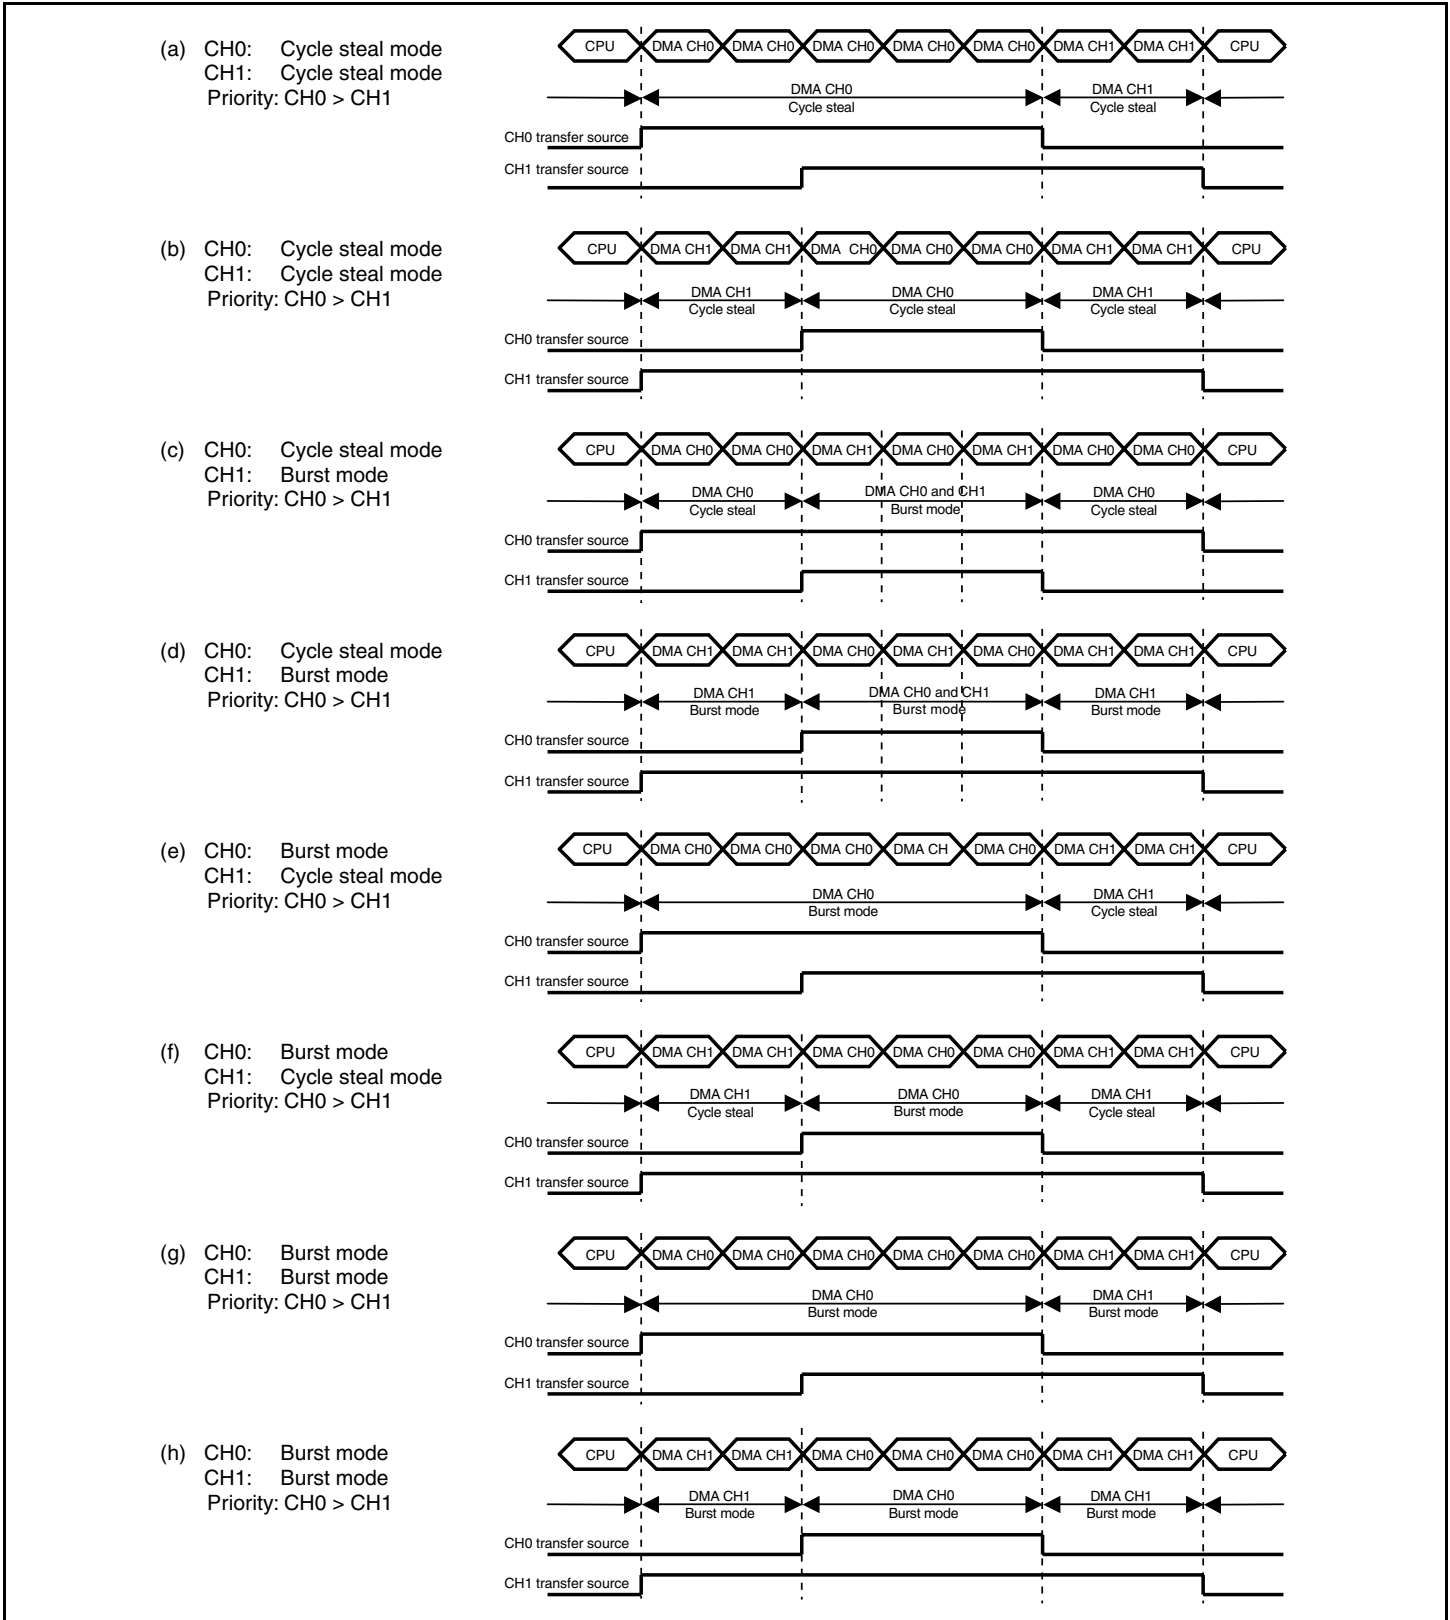 (a) CH0: Cycle steal mode
CH1: Cycle steal mode
Priority: CH0 > CH1
CPU DMA CH0 DMA CH0 DMA CH0 DMA CH0 DMA CH0 DMA CH1 DMA CH1 CPU
DMA CH0 DMA CH1
Cycle steal Cycle steal
CH0 transfer source
CH1 transfer source
(b) CH0: Cycle steal mode
CH1: Cycle steal mode
Priority: CH0 > CH1
CPU DMA CH1 DMA CH1 DMA CH0 DMA CH0 DMA CH0 DMA CH1 DMA CH1 CPU
DMA CH1 DMA CH0 DMA CH1
Cycle steal Cycle steal Cycle steal
CH0 transfer source
CH1 transfer source
(c) CH0: Cycle steal mode
CH1: Burst mode
Priority: CH0 > CH1
CPU DMA CH0 DMA CH0 DMA CH1 DMA CH0 DMA CH1 DMA CH0 DMA CH0 CPU
DMA CH0 DMA CH0 and CH1 DMA CH0
Cycle steal Burst mode Cycle steal
CH0 transfer source
CH1 transfer source
(d) CH0: Cycle steal mode
CH1: Burst mode
Priority: CH0 > CH1
CPU DMA CH1 DMA CH1 DMA CH0 DMA CH1 DMA CH0 DMA CH1 DMA CH1 CPU
DMA CH1 DMA CH0 and CH1 DMA CH1
Burst mode Burst mode Burst mode
CH0 transfer source
CH1 transfer source
(e) CH0: Burst mode
CH1: Cycle steal mode
Priority: CH0 > CH1
CPU DMA CH0 DMA CH0 DMA CH0 DMA CH DMA CH0 DMA CH1 DMA CH1 CPU
DMA CH0 DMA CH1
Burst mode Cycle steal
CH0 transfer source
CH1 transfer source
(f) CH0: Burst mode
CH1: Cycle steal mode
Priority: CH0 > CH1
CPU DMA CH1 DMA CH1 DMA CH0 DMA CH0 DMA CH0 DMA CH1 DMA CH1 CPU
DMA CH1 DMA CH0 DMA CH1
Cycle steal Burst mode Cycle steal
CH0 transfer source
CH1 transfer source
(g) CH0: Burst mode
CH1: Burst mode
Priority: CH0 > CH1
CPU DMA CH0 DMA CH0 DMA CH0 DMA CH0 DMA CH0 DMA CH1 DMA CH1 CPU
DMA CH0 DMA CH1
Burst mode Burst mode
CH0 transfer source
CH1 transfer source
(h) CH0: Burst mode
CH1: Burst mode
Priority: CH0 > CH1
CPU DMA CH1 DMA CH1 DMA CH0 DMA CH0 DMA CH0 DMA CH1 DMA CH1 CPU
DMA CH1 DMA CH0 DMA CH1
Burst mode Burst mode Burst mode
CH0 transfer source
CH1 transfer source